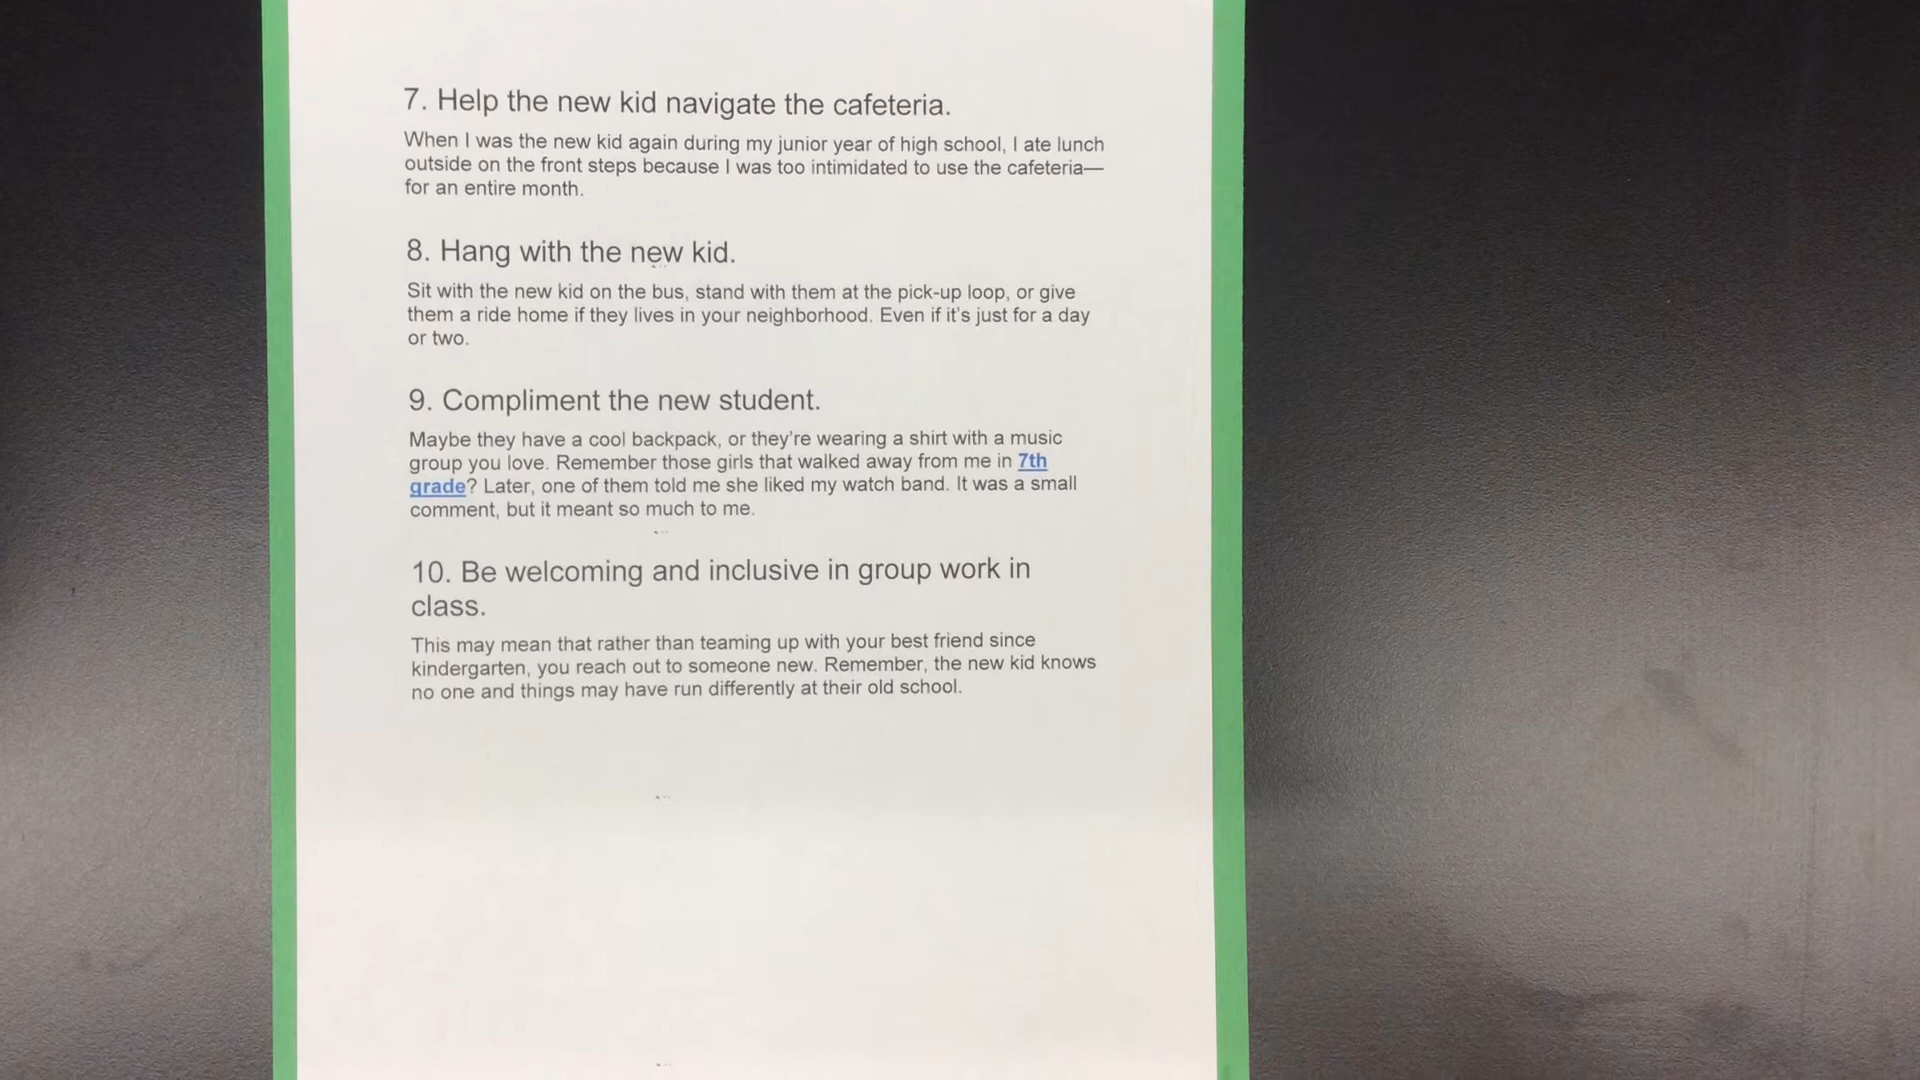 7. Help the new kid navigate the cafeteria.
When I was the new kid again during my junior year of high school, I ate lunch
outside on the front steps because I was too intimidated to use the cafeteria—
for an entire month.
8. Hang with the new kid.
Sit with the new kid on the bus, stand with them at the pick-up loop, or give
them a ride home if they lives in your neighborhood. Even if it's just for a day
or two.
9. Compliment the new student.
Maybe they have a cool backpack, or they're wearing a shirt with a music
group you love. Remember those girls that walked away from me in 7th
grade? Later, one of them told me she liked my watch band. It was a small
comment, but it meant so much to me.
10. Be welcoming and inclusive in group work in
class.
This may mean that rather than teaming up with your best friend since
kindergarten, you reach out to someone new. Remember, the new kid knows
no one and things may have run differently at their old school.